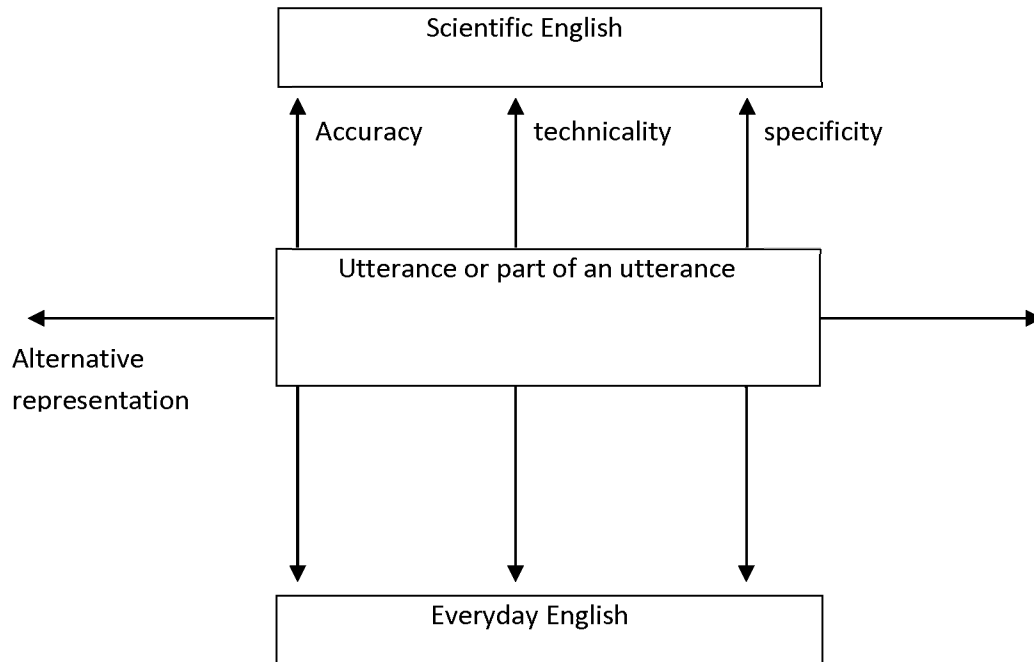 Scientific English
Accuracy technicality specificity
Utterance or part of an utterance
Alternative
representation
Everyday English